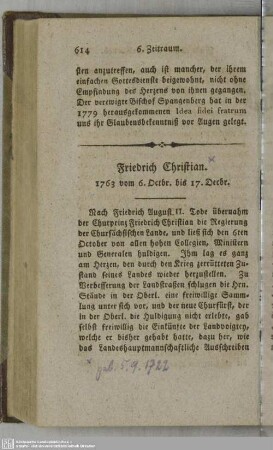 614 6. Zeitraum.
sten anzutreffen, auch ist mancher, der ihrem
einfachen Gottesdienste beigewohnt, nicht ohne
Empfindung des Herzens von ihnen gegangen.
Der verewigte Bischof Spangenberg hat in der
1779 herausgekommenen Idea fidei fratrum
uns ihr Glaubensbekenntniß vor Augen gelegt.
Friedrich Christian.
1763 vom 6. Octbr. bis 17. Decbr.
Nach Friedrich August II. Tode übernahm
der Churprinz Friedrich Christian die Regierung
der Chursächsischen Lande, und ließ sich den 6ten
October von allen hohen Collegien, Ministern
und Generalen huldigen. Ihm lag es ganz
am Herzen, den durch den Krieg zerrütteten Zu-
stand seines Landes wieder herzustellen. Zu
Verbesserung der Landstrassen schlugen die Hrn.
Stände in der Oberl. eine freiwillige Samm-
lung unter sich vor, und der neue Churfürst, der
in der Oberl. die Huldigung nicht erlebte, gab
selbst freiwillig die Einkünfte der Landvoigtey,
welche er bisher gehabt hatte, dazu her, wie
das Landeshauptmannschaftliche Ausschreiben
* geb. 5. 9. 1722